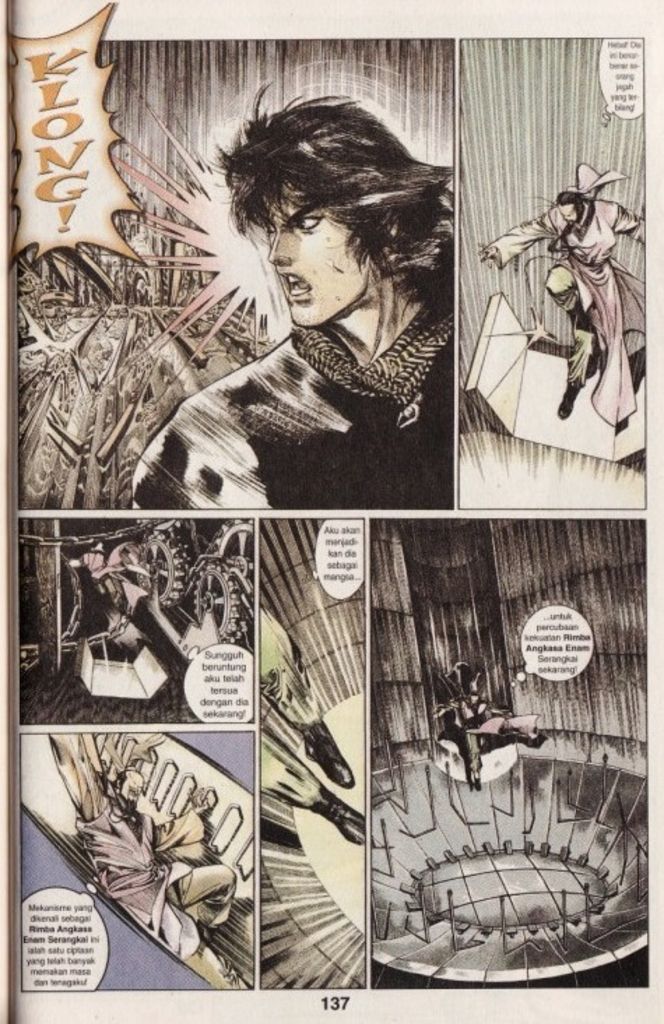 KLONG!
Hebat! Dia
ini benar-
benar se-
orang
jejah
yang ter-
bilang!
Sungguh
beruntung
aku telah
tersua
dengan dia
sekarang!
Mekanisme yang
dikenali sebagai
Rimba Angkasa
Enam Serangkai ini
ialah satu ciptaan
yang telah banyak
memakan masa
dan tenagaku!
Aku akan
menjadi-
kan dia
sebagai
mangsa...
...untuk
percubaan
kekuatan Rimba
Angkasa Enam
Serangkai
sekarang!
137